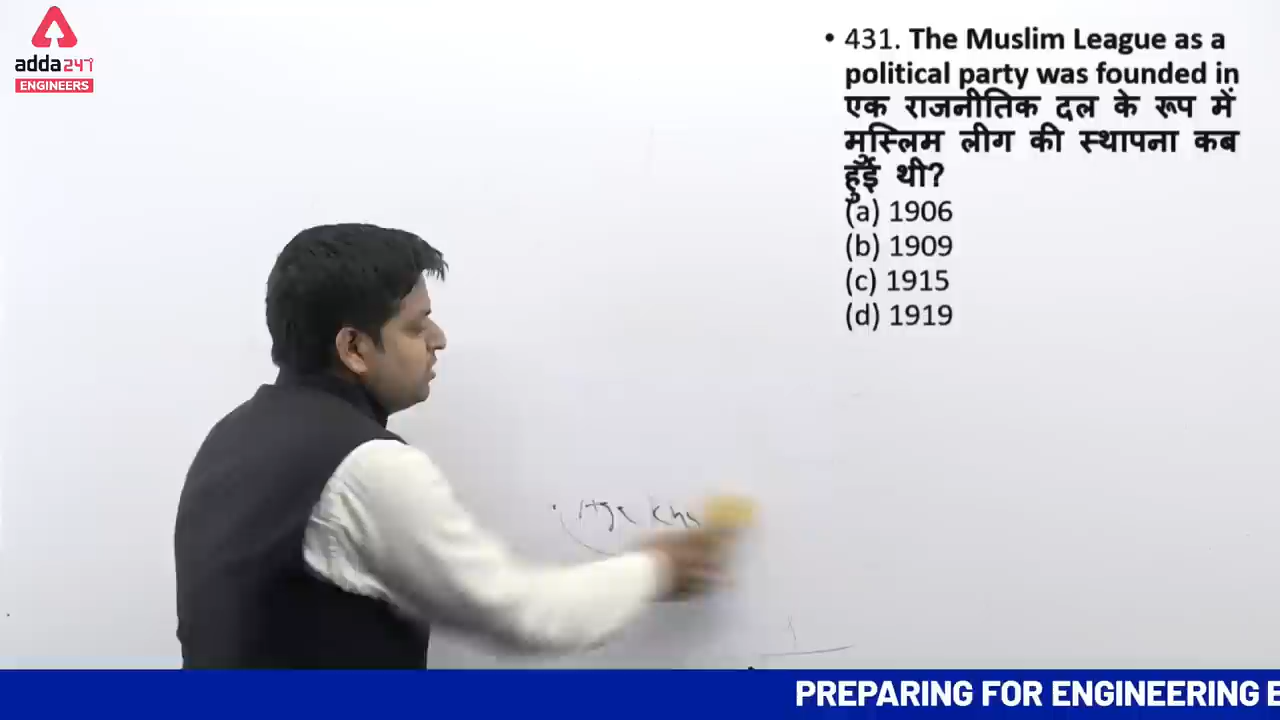 adda247
ENGINEERS
• 431. The Muslim League as a
political party was founded in
एक राजनीतिक दल के रूप में
मुस्लिम लीग की स्थापना कब
हुई थी?
(a) 1906
(b) 1909
(c) 1915
(d) 1919
PREPARING FOR ENGINEERING